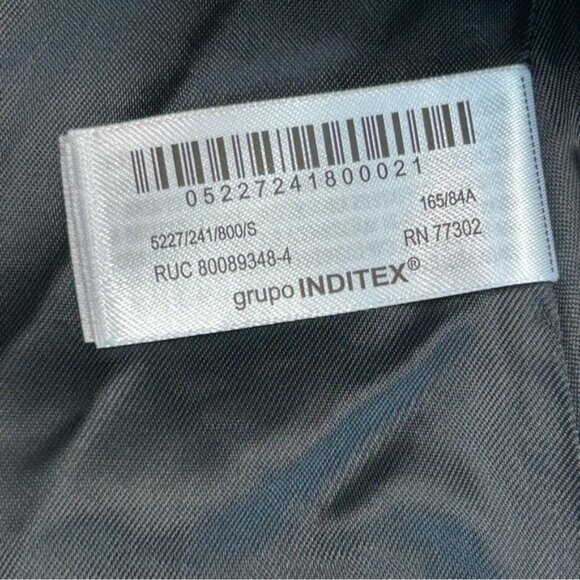 05227241800021
5227/241/800/S 165/84A
RUC 80089348-4 RN 77302
grupo INDITEX®